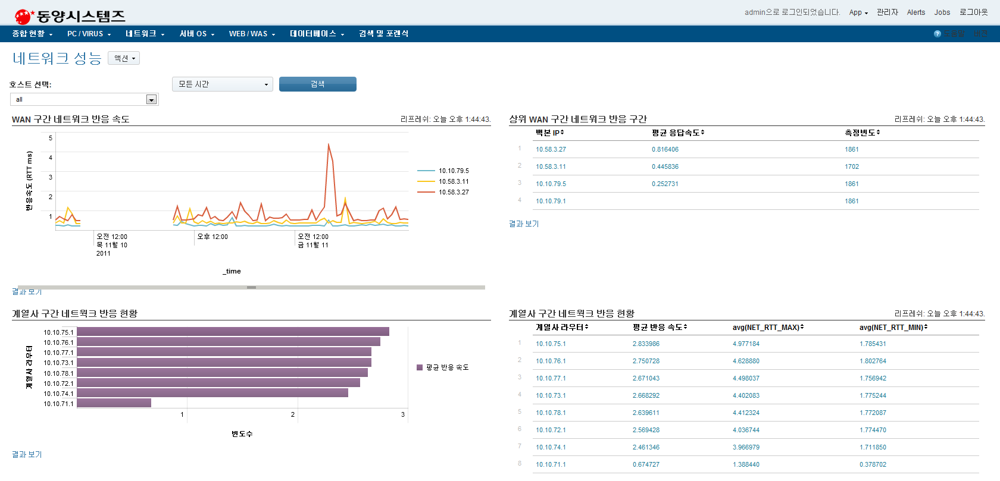 동양시스템즈
admin으로 로그인되었습니다. App 관리자 Alerts Jobs 로그아웃
종합 현황 PC / VIRUS 네트워크 서버 OS WEB / WAS 데이터베이스 검색 및 포렌식 도움말
네트워크 성능 액션
호스트 선택:
모든 시간 검색
all
WAN 구간 네트워크 반응 속도 리프레쉬: 오늘 오후 1:44:43.
반응속도 (RTT ms)
5
4
3
2
1
10.10.79.5
10.58.3.11
10.58.3.27
오전 12:00 오후 12:00 오전 12:00
목 11월 10 금 11월 11
2011
_time
결과 보기
상위 WAN 구간 네트워크 반응 구간 리프레쉬: 오늘 오후 1:44:43.
백본 IP 평균 응답속도 측정빈도
1 10.58.3.27 0.816406 1861
2 10.58.3.11 0.445836 1702
3 10.10.79.5 0.252731 1861
4 10.10.79.1 1861
결과 보기
계열사 구간 네트웍크 반응 현황
계열사 라우터
10.10.75.1
10.10.76.1
10.10.77.1
10.10.73.1
10.10.78.1
10.10.72.1
10.10.74.1
10.10.71.1
평균 반응 속도
1 2 3
빈도수
결과 보기
계열사 구간 네트웍크 반응 현황 리프레쉬: 오늘 오후 1:44:43.
계열사 라우터 평균 반응 속도 avg(NET_RTT_MAX) avg(NET_RTT_MIN)
1 10.10.75.1 2.833986 4.977184 1.785431
2 10.10.76.1 2.750728 4.628880 1.802764
3 10.10.77.1 2.671043 4.498037 1.756942
4 10.10.73.1 2.668292 4.402083 1.775244
5 10.10.78.1 2.639611 4.412324 1.772087
6 10.10.72.1 2.569428 4.036744 1.774470
7 10.10.74.1 2.461346 3.966979 1.711850
8 10.10.71.1 0.674727 1.388440 0.378702